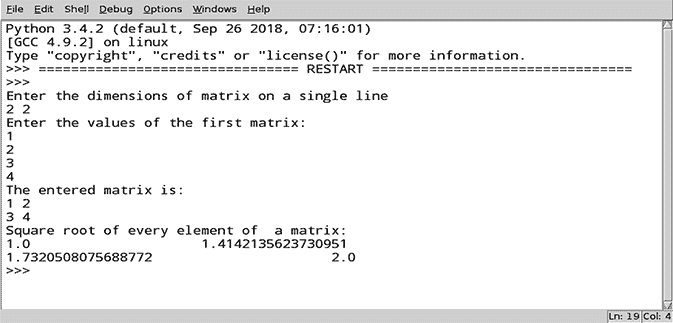 File Edit Shell Debug Options Windows Help
Python 3.4.2 (default, Sep 26 2018, 07:16:01)
[GCC 4.9.2] on linux
Type "copyright", "credits" or "license()" for more information.
>>> ================================ RESTART ================================
>>>
Enter the dimensions of matrix on a single line
2 2
Enter the values of the first matrix:
1
2
3
4
The entered matrix is:
1 2
3 4
Square root of every element of  a matrix:
1.0                     1.4142135623730951
1.7320508075688772                      2.0
>>>
Ln: 19 Col: 4